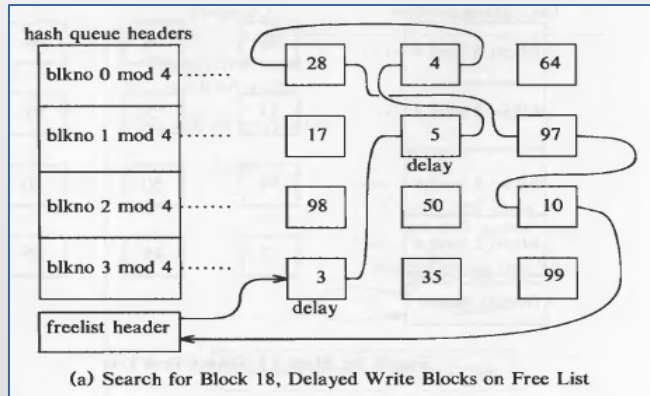 hash queue headers
blkno 0 mod 4 28 4 64
blkno 1 mod 4 17 5 97
delay
blkno 2 mod 4 98 50 10
blkno 3 mod 4 3 35 99
delay
freelist header
(a) Search for Block 18, Delayed Write Blocks on Free List